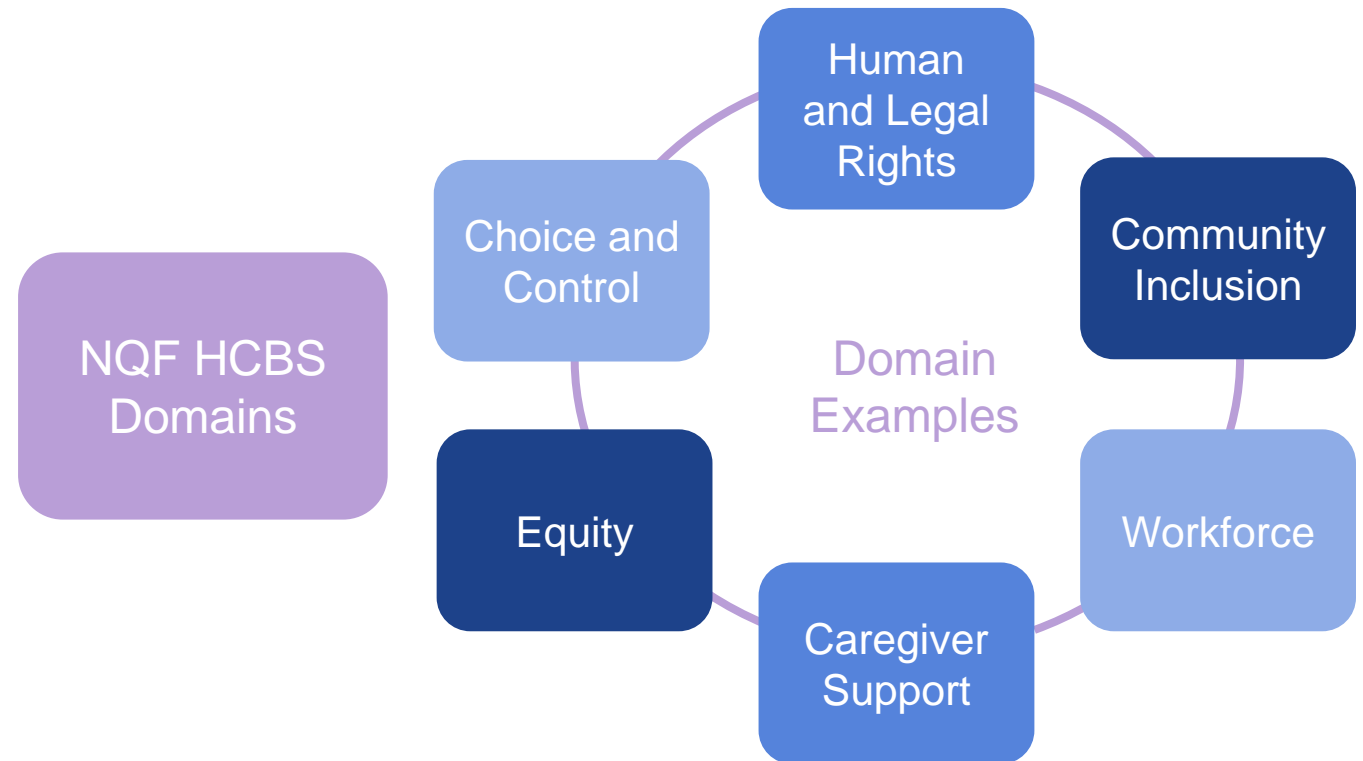 NQF HCBS
Domains
Human
and Legal
Rights
Community
Inclusion
Workforce
Caregiver
Support
Equity
Choice and
Control
Domain
Examples